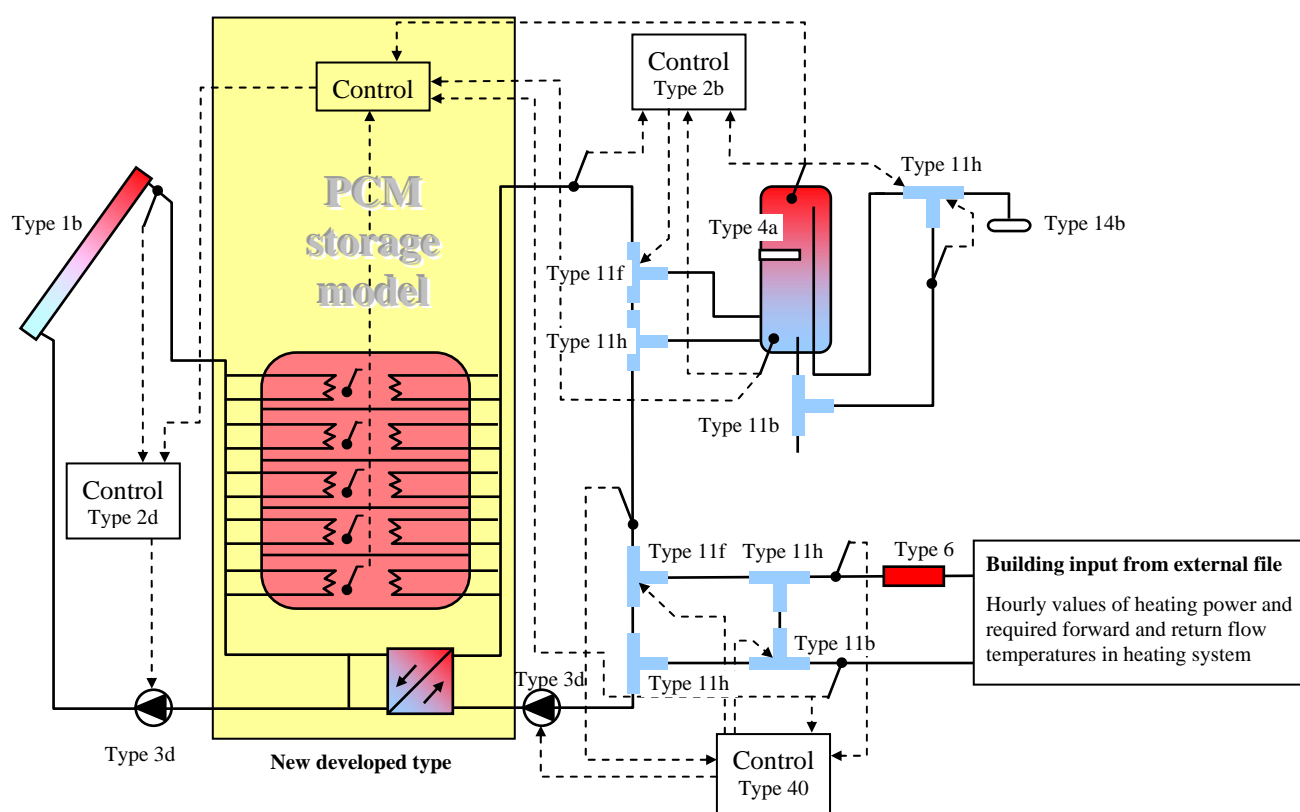 Control
Type 2b
Control
Type 11h
Type 1b
PCM
storage
model
Type 4a
Type 14b
Type 11f
Type 11h
Type 11b
Control
Type 2d
Type 11f
Type 11h
Type 6
Building input from external file
Hourly values of heating power and
required forward and return flow
temperatures in heating system
Type 11b
Type 11h
Type 3d
Type 3d
New developed type
Control
Type 40